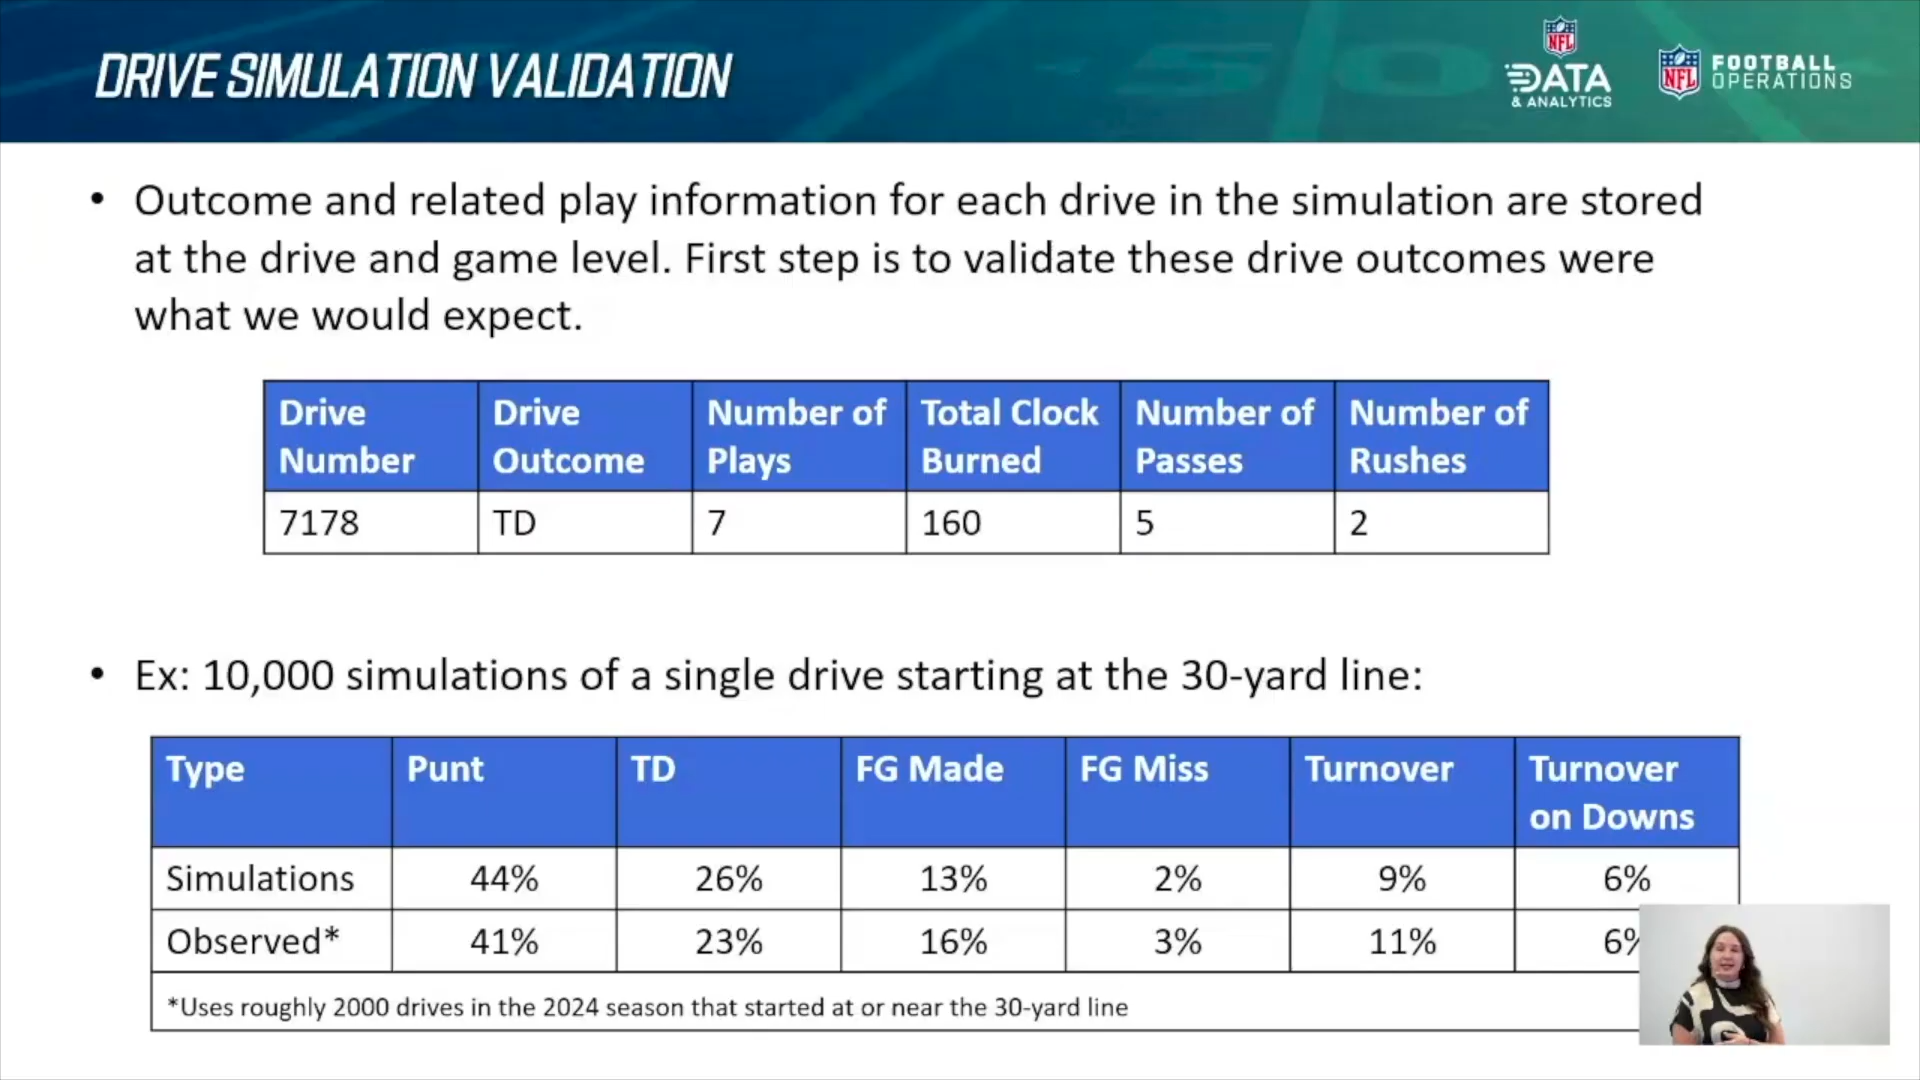 DRIVE SIMULATION VALIDATION
NFL
DATA
& ANALYTICS
NFL
FOOTBALL
OPERATIONS
• Outcome and related play information for each drive in the simulation are stored
at the drive and game level. First step is to validate these drive outcomes were
what we would expect.
Drive Number Drive Outcome Number of Plays Total Clock Burned Number of Passes Number of Rushes
7178 TD 7 160 5 2
• Ex: 10,000 simulations of a single drive starting at the 30-yard line:
Type Punt TD FG Made FG Miss Turnover Turnover on Downs
Simulations 44% 26% 13% 2% 9% 6%
Observed* 41% 23% 16% 3% 11% 6%
*Uses roughly 2000 drives in the 2024 season that started at or near the 30-yard line